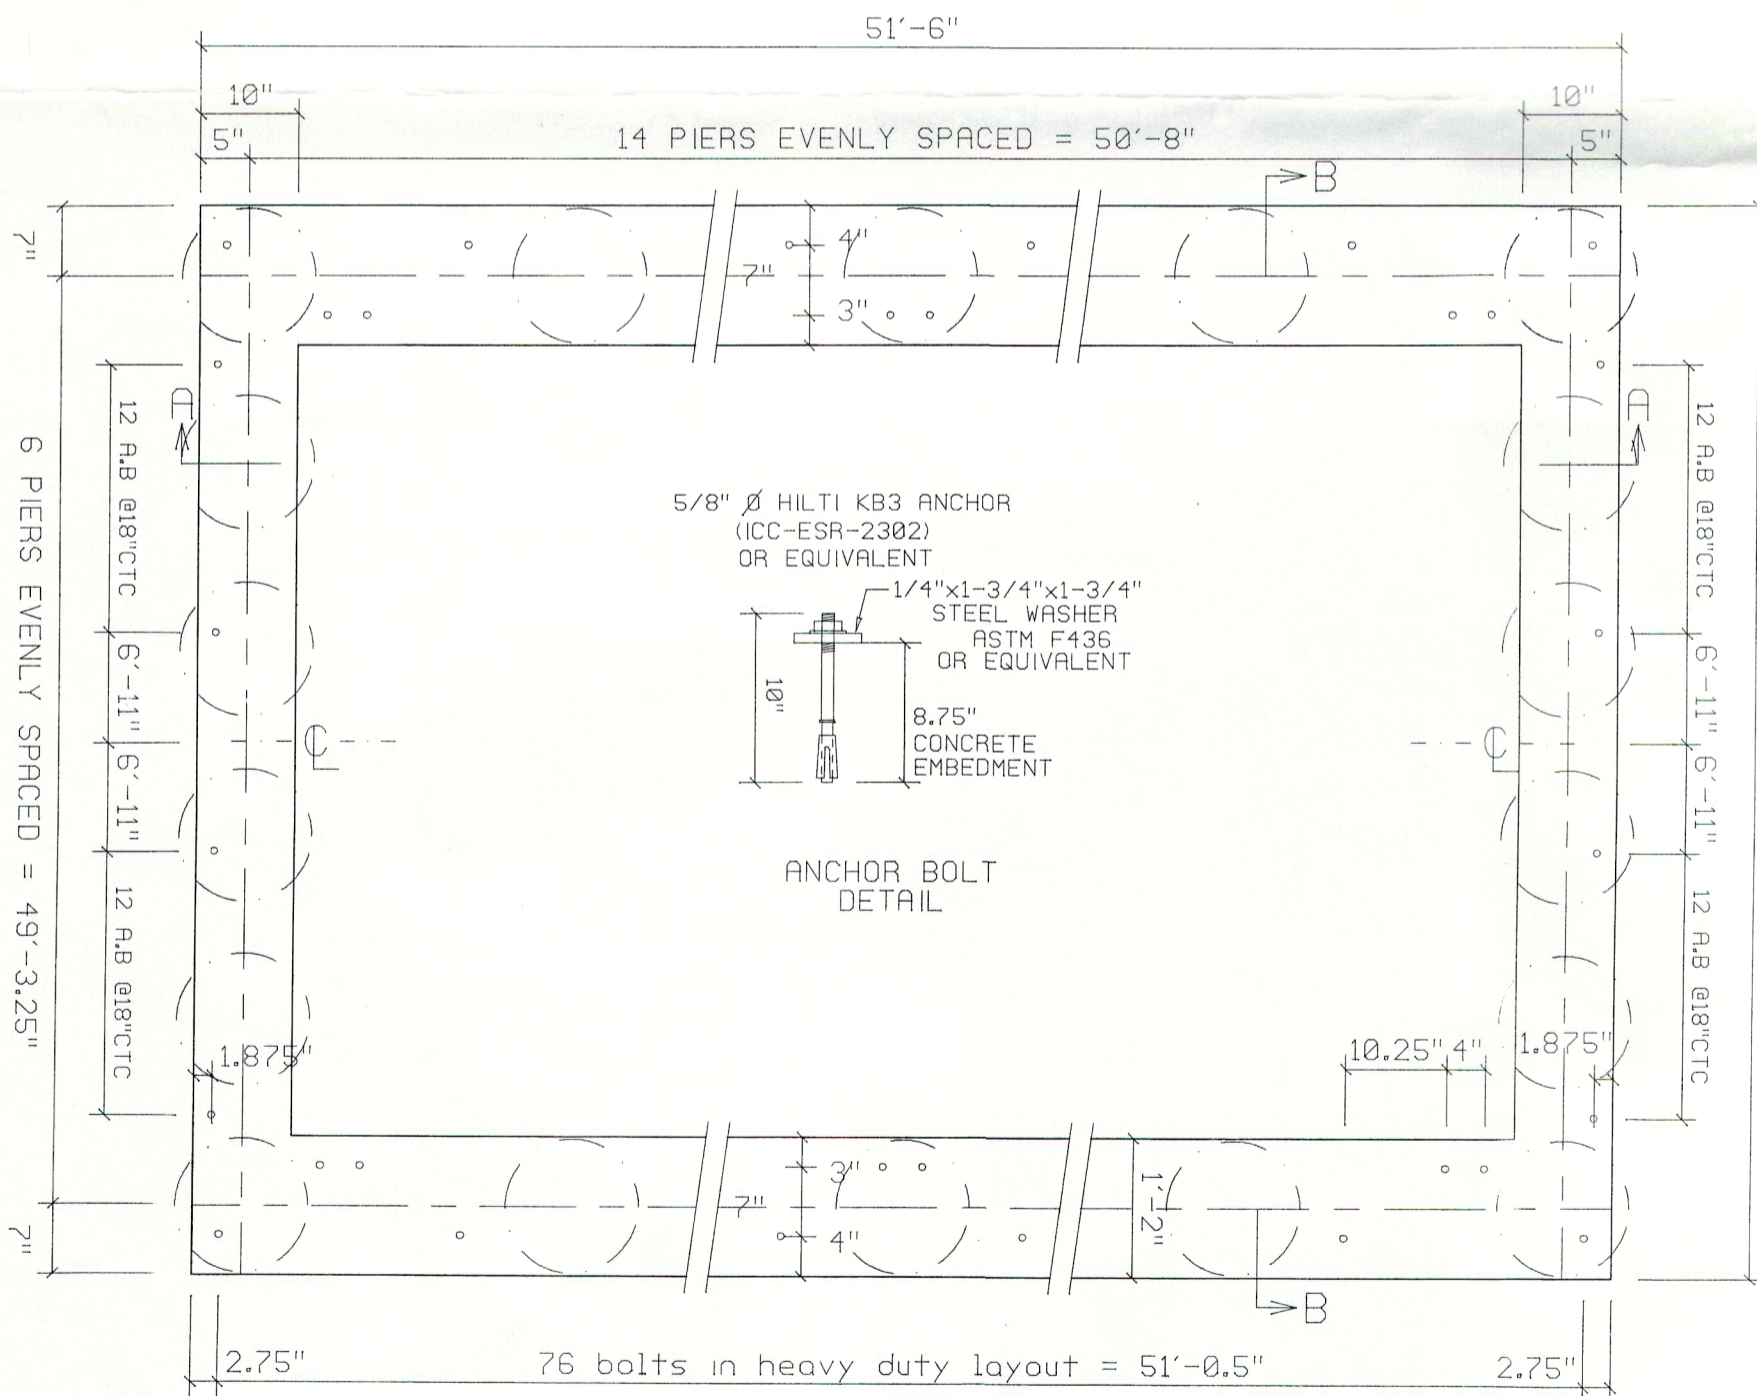 51'-6"
10"
10"
5"
14 PIERS EVENLY SPACED = 50'-8"
5"
B
7"
4"
7"
3"
A
A
12 A.B @18"CTC
12 A.B @18"CTC
6 PIERS EVENLY SPACED = 49'-3.25"
5/8" Ø HILTI KB3 ANCHOR
(ICC-ESR-2302)
OR EQUIVALENT
1/4"x1-3/4"x1-3/4"
STEEL WASHER
ASTM F436
OR EQUIVALENT
10"
8.75"
CONCRETE
EMBEDMENT
6'-11"
6'-11"
6'-11"
6'-11"
CL
CL
ANCHOR BOLT
DETAIL
12 A.B @18"CTC
12 A.B @18"CTC
1.875"
10.25"
4"
1.875"
3"
7"
4"
1'-2"
7"
B
2.75"
76 bolts in heavy duty layout = 51'-0.5"
2.75"